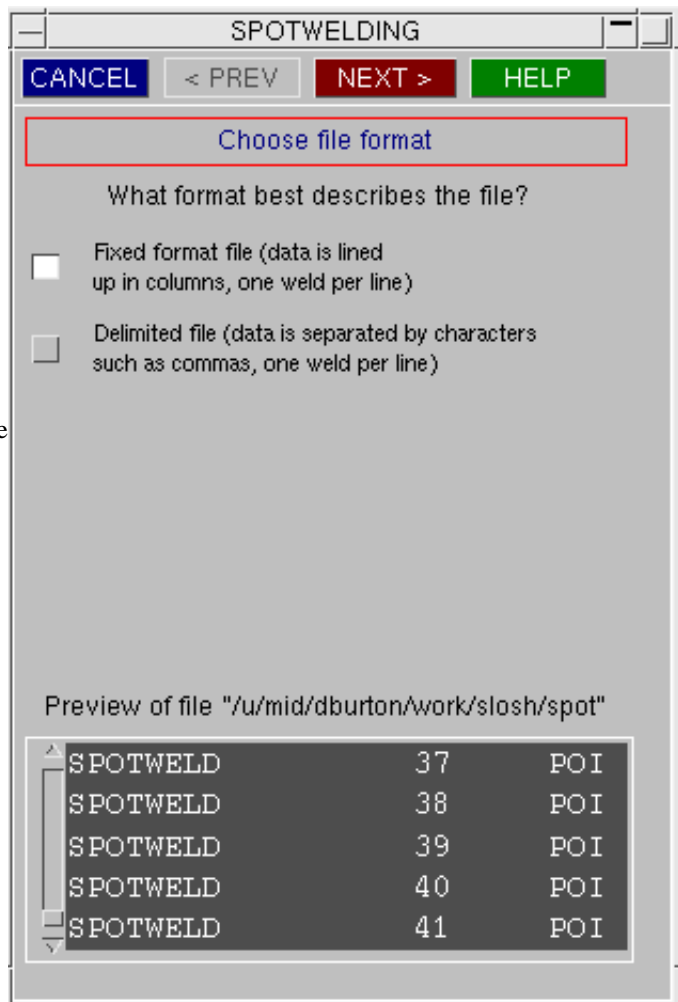 SPOTWELDING
CANCEL < PREV NEXT > HELP
Choose file format
What format best describes the file?
Fixed format file (data is lined
up in columns, one weld per line)
Delimited file (data is separated by characters
such as commas, one weld per line)
e
Preview of file "/u/mid/dburton/work/slosh/spot"
SPOTWELD 37 POI
SPOTWELD 38 POI
SPOTWELD 39 POI
SPOTWELD 40 POI
SPOTWELD 41 POI